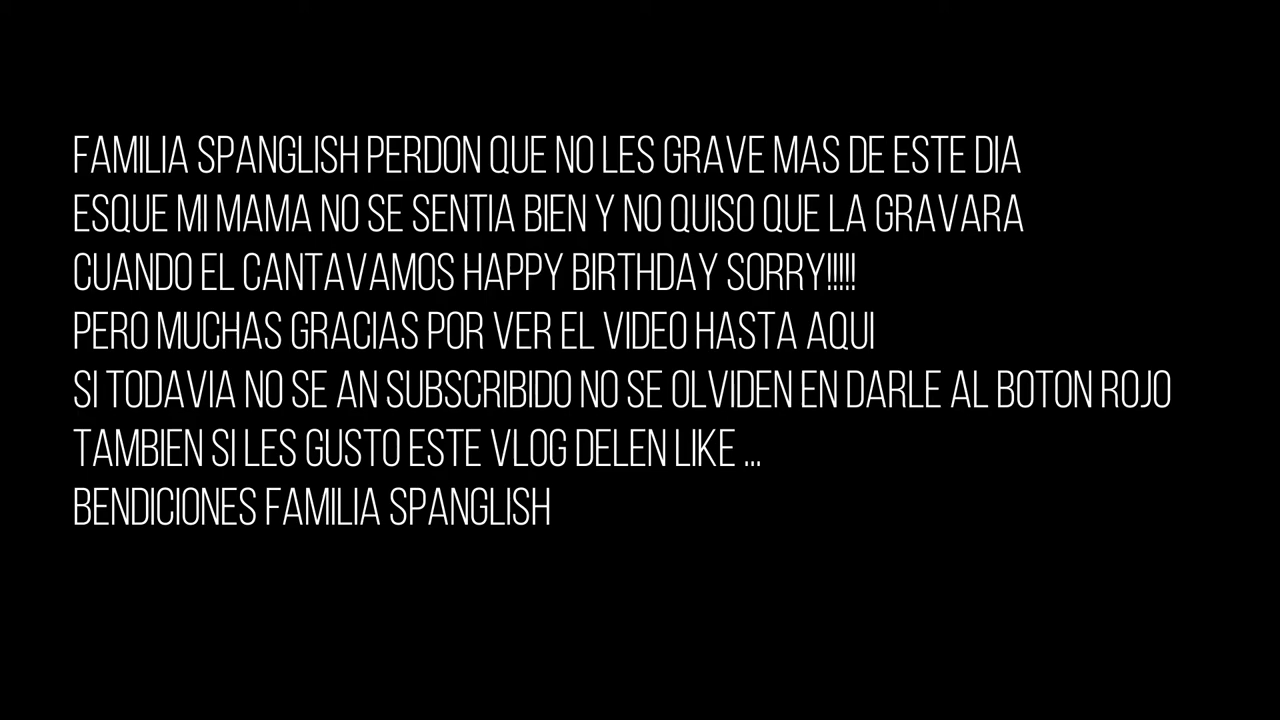 FAMILIA SPANGLISH PERDON QUE NO LES GRAVE MAS DE ESTE DIA
ESQUE MI MAMA NO SE SENTIA BIEN Y NO QUISO QUE LA GRAVARA
CUANDO EL CANTAVAMOS HAPPY BIRTHDAY SORRY!!!!!
PERO MUCHAS GRACIAS POR VER EL VIDEO HASTA AQUI
SI TODAVIA NO SE AN SUBSCRIBIDO NO SE OLVIDEN EN DARLE AL BOTON ROJO
TAMBIEN SI LES GUSTO ESTE VLOG DELEN LIKE ...
BENDICIONES FAMILIA SPANGLISH